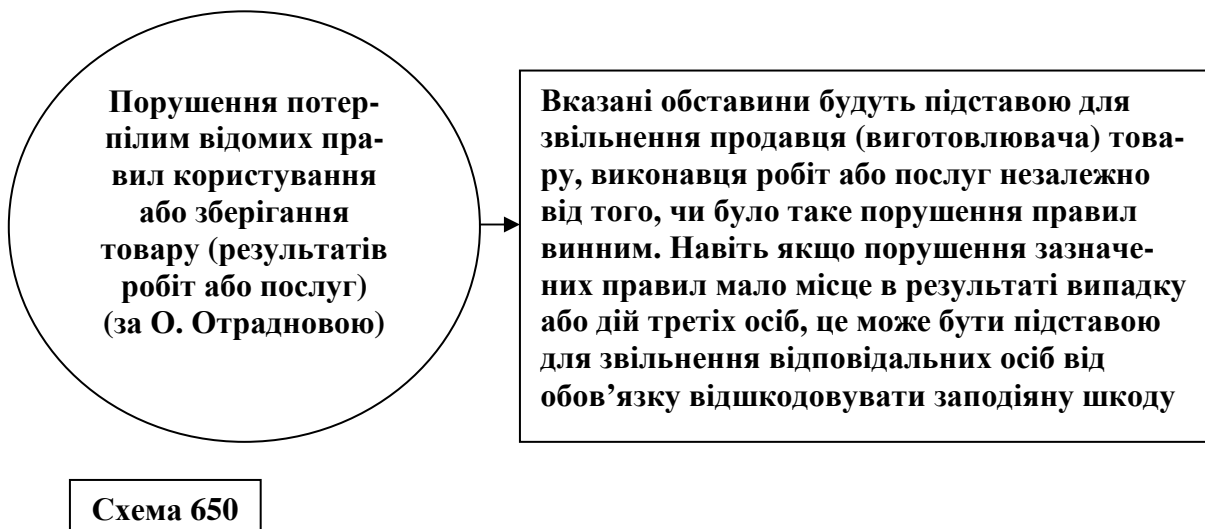 Порушення потер-
пілим відомих пра-
вил користування
або зберігання
товару (результатів
робіт або послуг)
(за О. Отрадновою)
Вказані обставини будуть підставою для
звільнення продавця (виготовлювача) това-
ру, виконавця робіт або послуг незалежно
від того, чи було таке порушення правил
винним. Навіть якщо порушення зазначе-
них правил мало місце в результаті випадку
або дій третіх осіб, це може бути підставою
для звільнення відповідальних осіб від
обов’язку відшкодовувати заподіяну шкоду
Схема 650